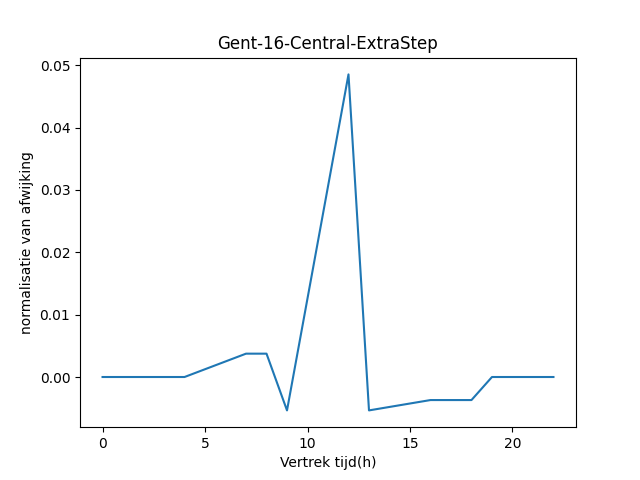 Gent-16-Central-ExtraStep
normalisatie van afwijking
0.05
0.04
0.03
0.02
0.01
0.00
0 5 10 15 20
Vertrek tijd(h)